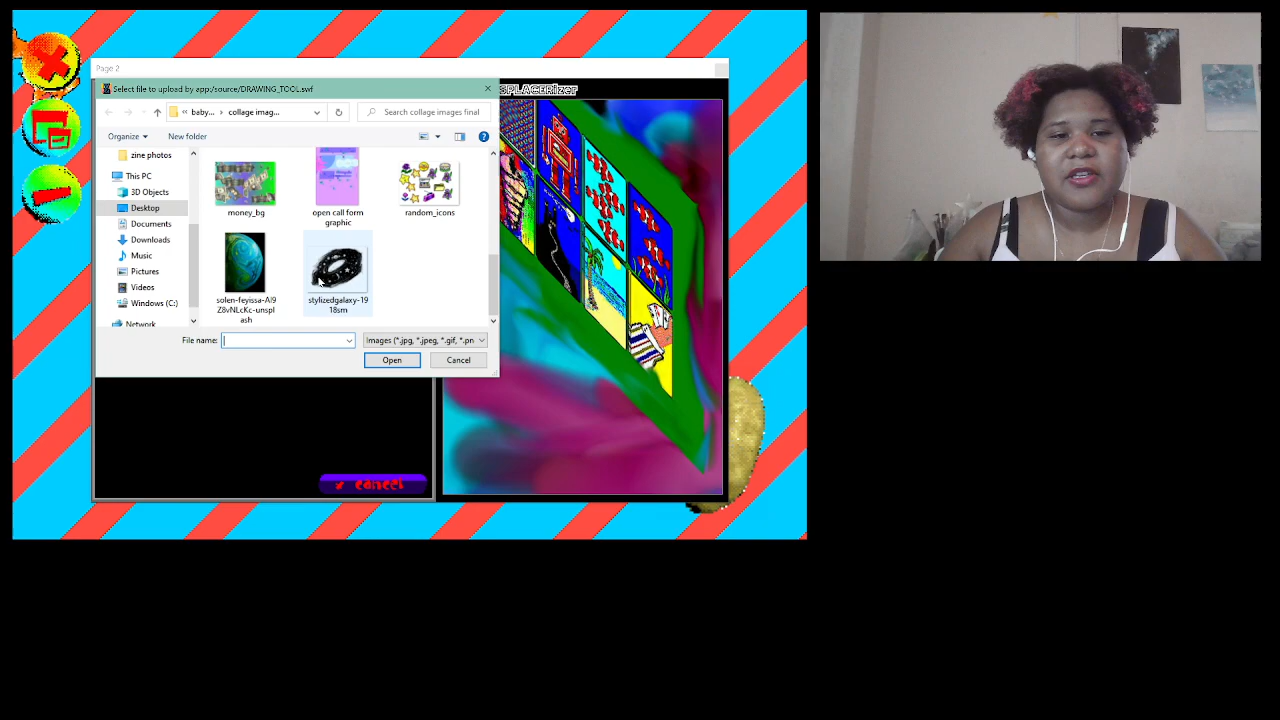 Page 2
Select file to upload by app:/source/DRAWING_TOOL.swf
SPLACERizer
« baby... › collage imag...
Search collage images final
Organize
New folder
zine photos
This PC
3D Objects
Desktop
Documents
Downloads
Music
Pictures
Videos
Windows (C:)
Network
money_bg
open call form
graphic
random_icons
solen-feyissa-AI9
Z8vNLcKc-unspl
ash
stylizedgalaxy-19
18sm
File name:
Images (*.jpg, *.jpeg, *.gif, *.pn
Open
Cancel
x cancel